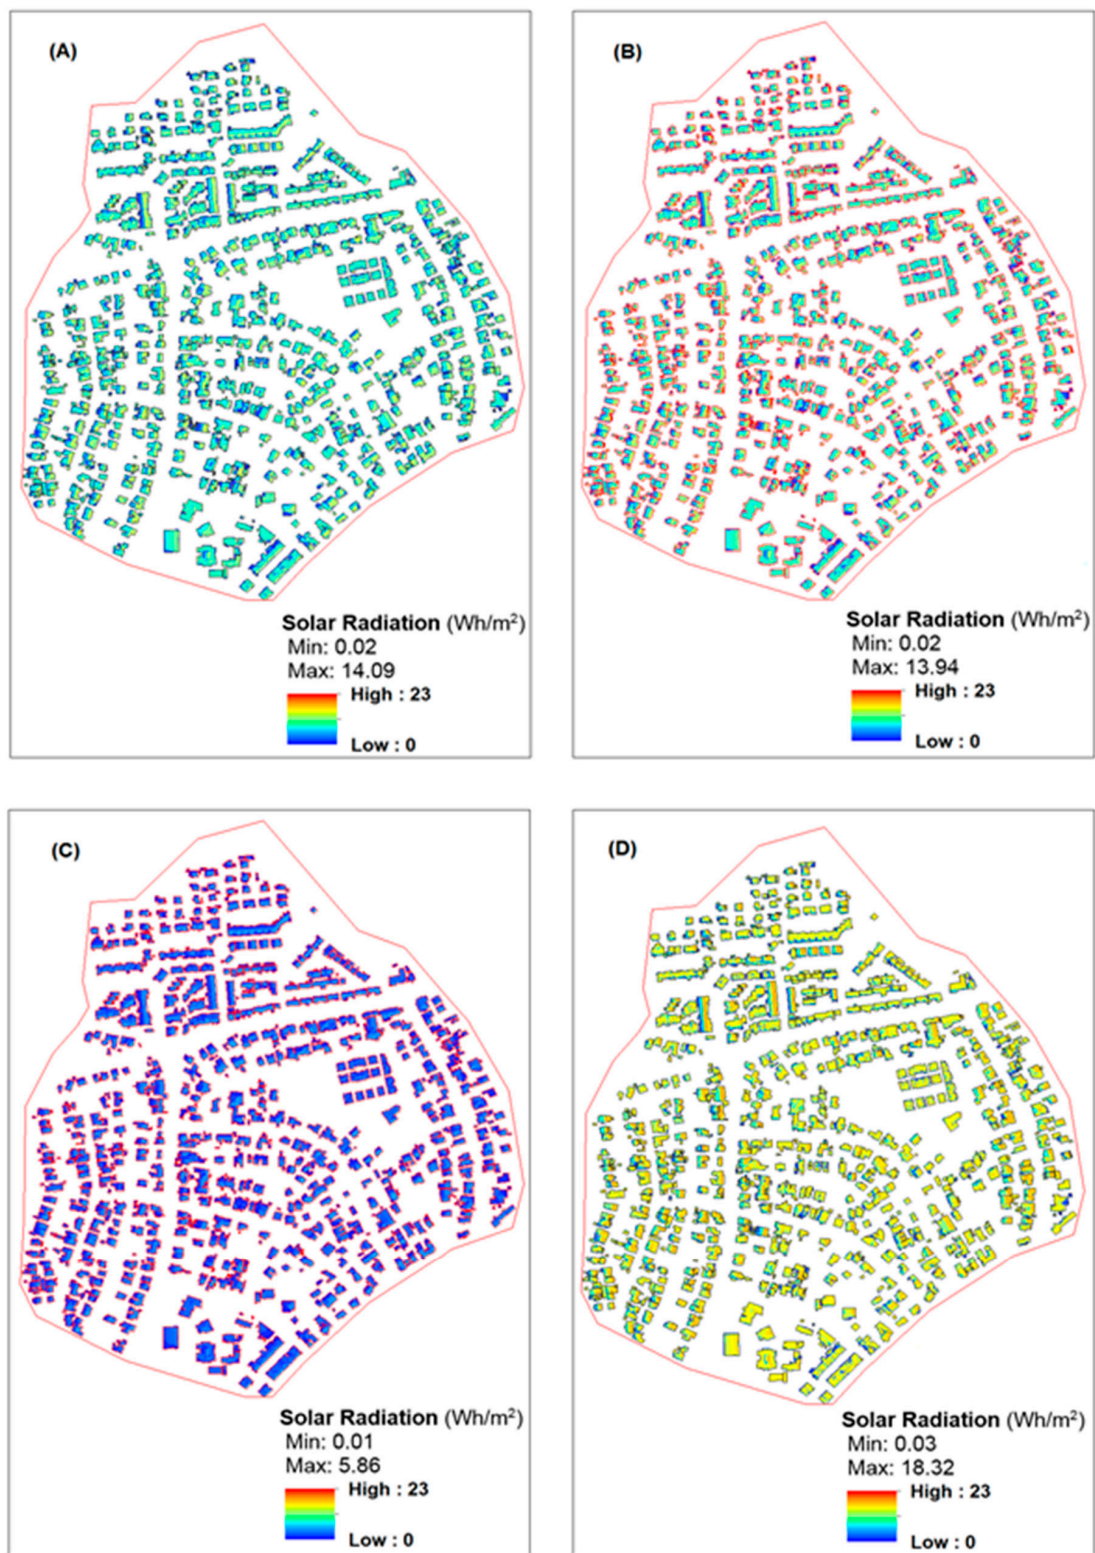 (A)
Solar Radiation (Wh/m²)
Min: 0.02
Max: 14.09
High : 23
Low : 0
(B)
Solar Radiation (Wh/m²)
Min: 0.02
Max: 13.94
High : 23
Low : 0
(C)
Solar Radiation (Wh/m²)
Min: 0.01
Max: 5.86
High : 23
Low : 0
(D)
Solar Radiation (Wh/m²)
Min: 0.03
Max: 18.32
High : 23
Low : 0